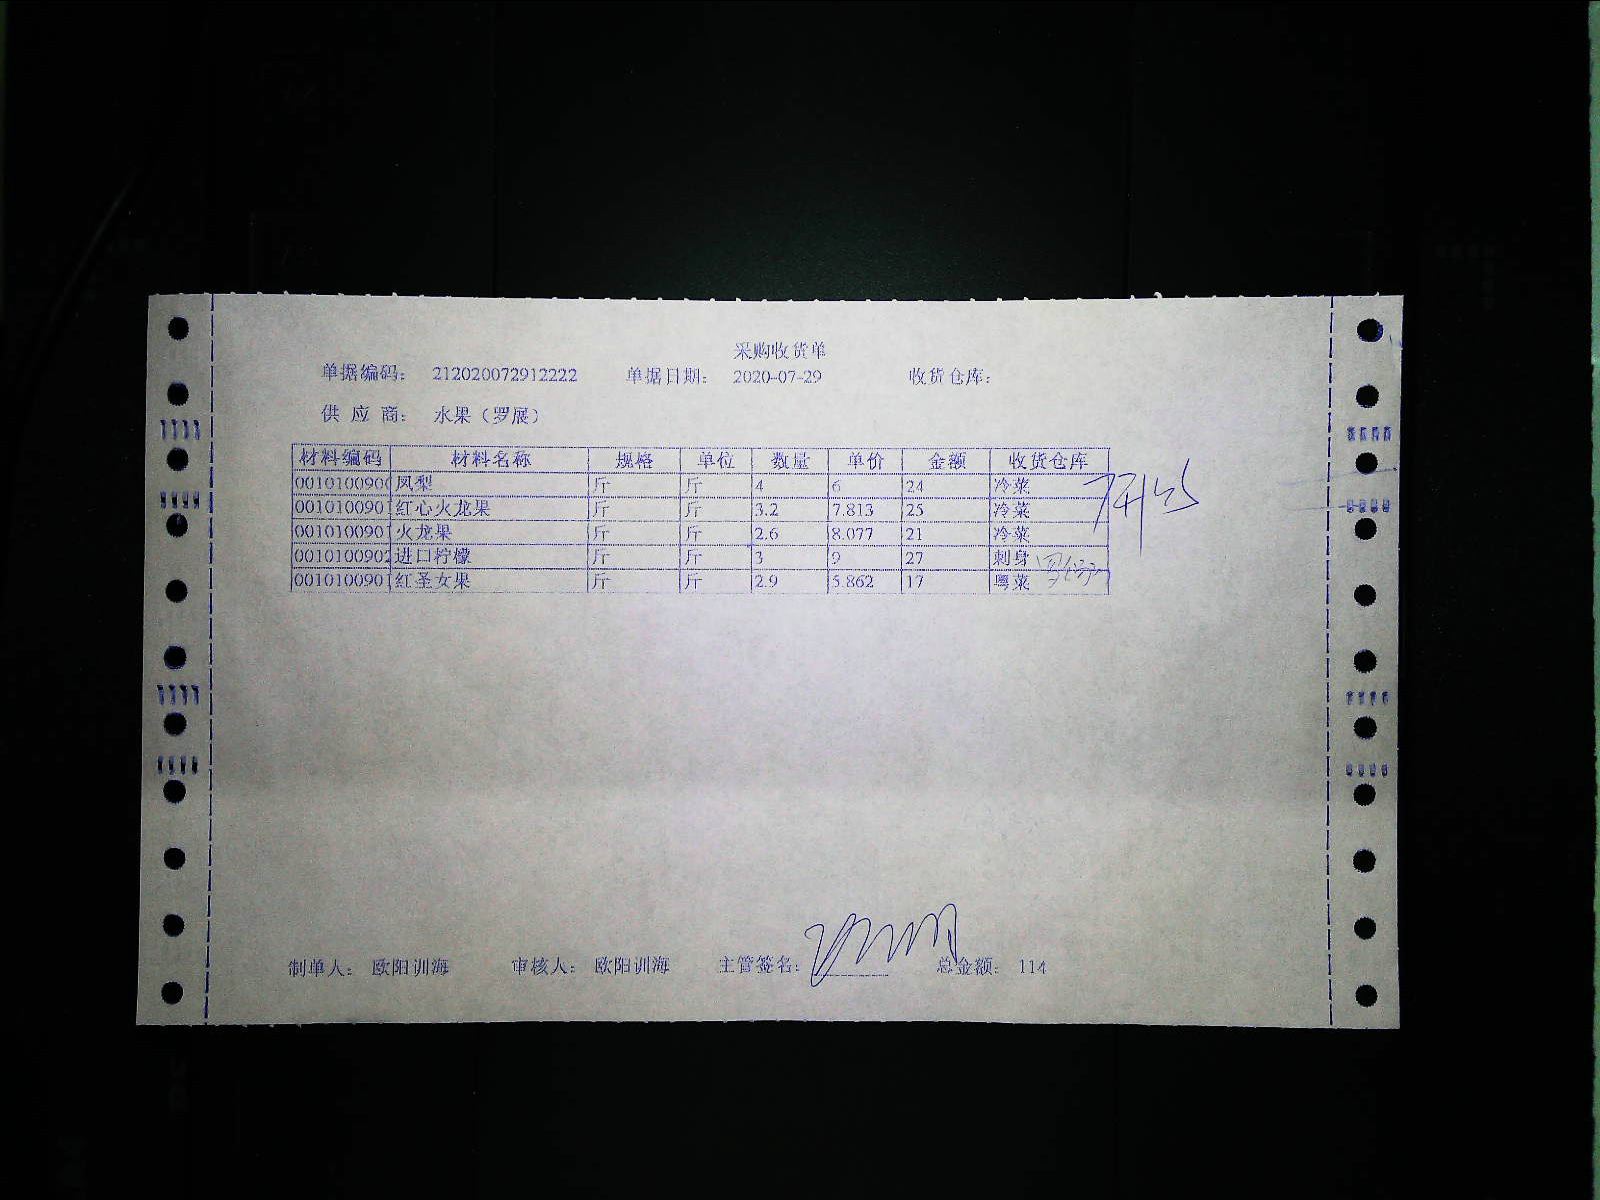 采购收货单
单据编码： 212020072912222 单据日期： 2020-07-29 收货仓库：
供 应 商： 水果（罗展）
材料编码 材料名称 规格 单位 数量 单价 金额 收货仓库
001010090 凤梨 斤 斤 4 6 24 冷菜
001010090 红心火龙果 斤 斤 3.2 7.813 25 冷菜
001010090 火龙果 斤 斤 2.6 8.077 21 冷菜
001010090 进口柠檬 斤 斤 3 9 27 刺身
001010090 红圣女果 斤 斤 2.9 5.862 17 粤菜
制单人： 欧阳训海 审核人： 欧阳训海 主管签名： 总金额： 114